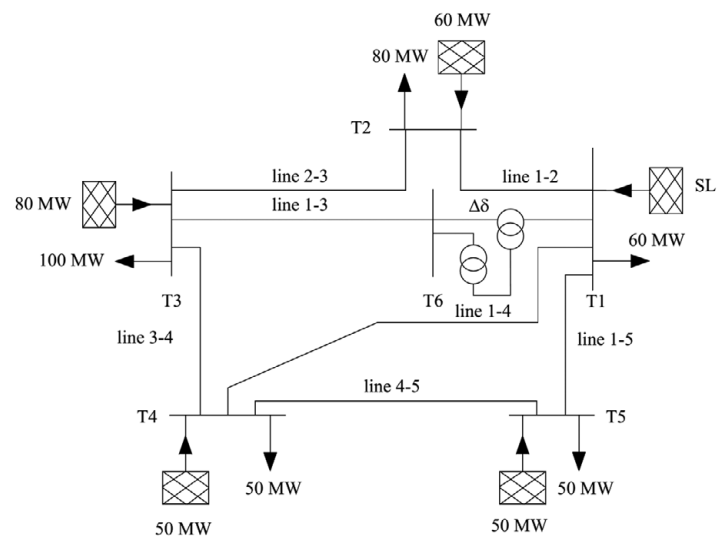 60 MW
80 MW
T2
line 2-3
line 1-2
SL
80 MW
line 1-3
Δδ
60 MW
100 MW
T3
T6
T1
line 1-4
line 3-4
line 1-5
line 4-5
T4
T5
50 MW
50 MW
50 MW
50 MW